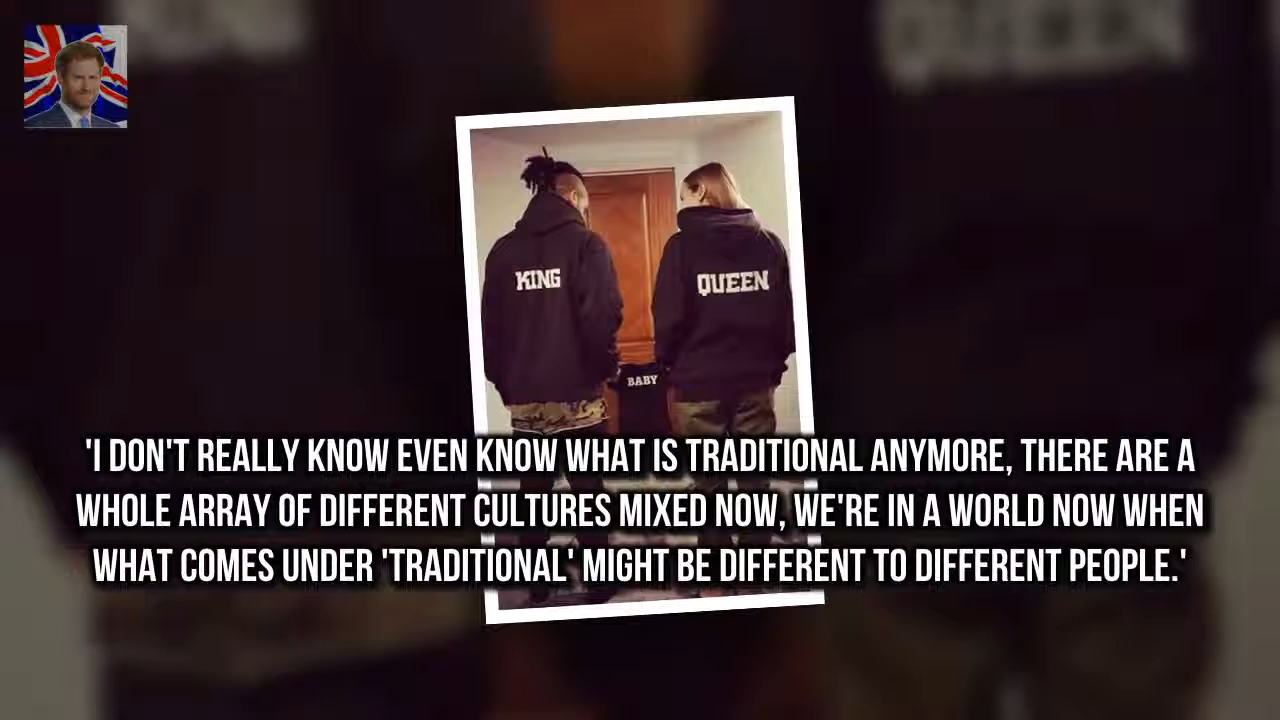 KING
QUEEN
BABY
'I DON'T REALLY KNOW EVEN KNOW WHAT IS TRADITIONAL ANYMORE, THERE ARE A
WHOLE ARRAY OF DIFFERENT CULTURES MIXED NOW, WE'RE IN A WORLD NOW WHEN
WHAT COMES UNDER 'TRADITIONAL' MIGHT BE DIFFERENT TO DIFFERENT PEOPLE.'